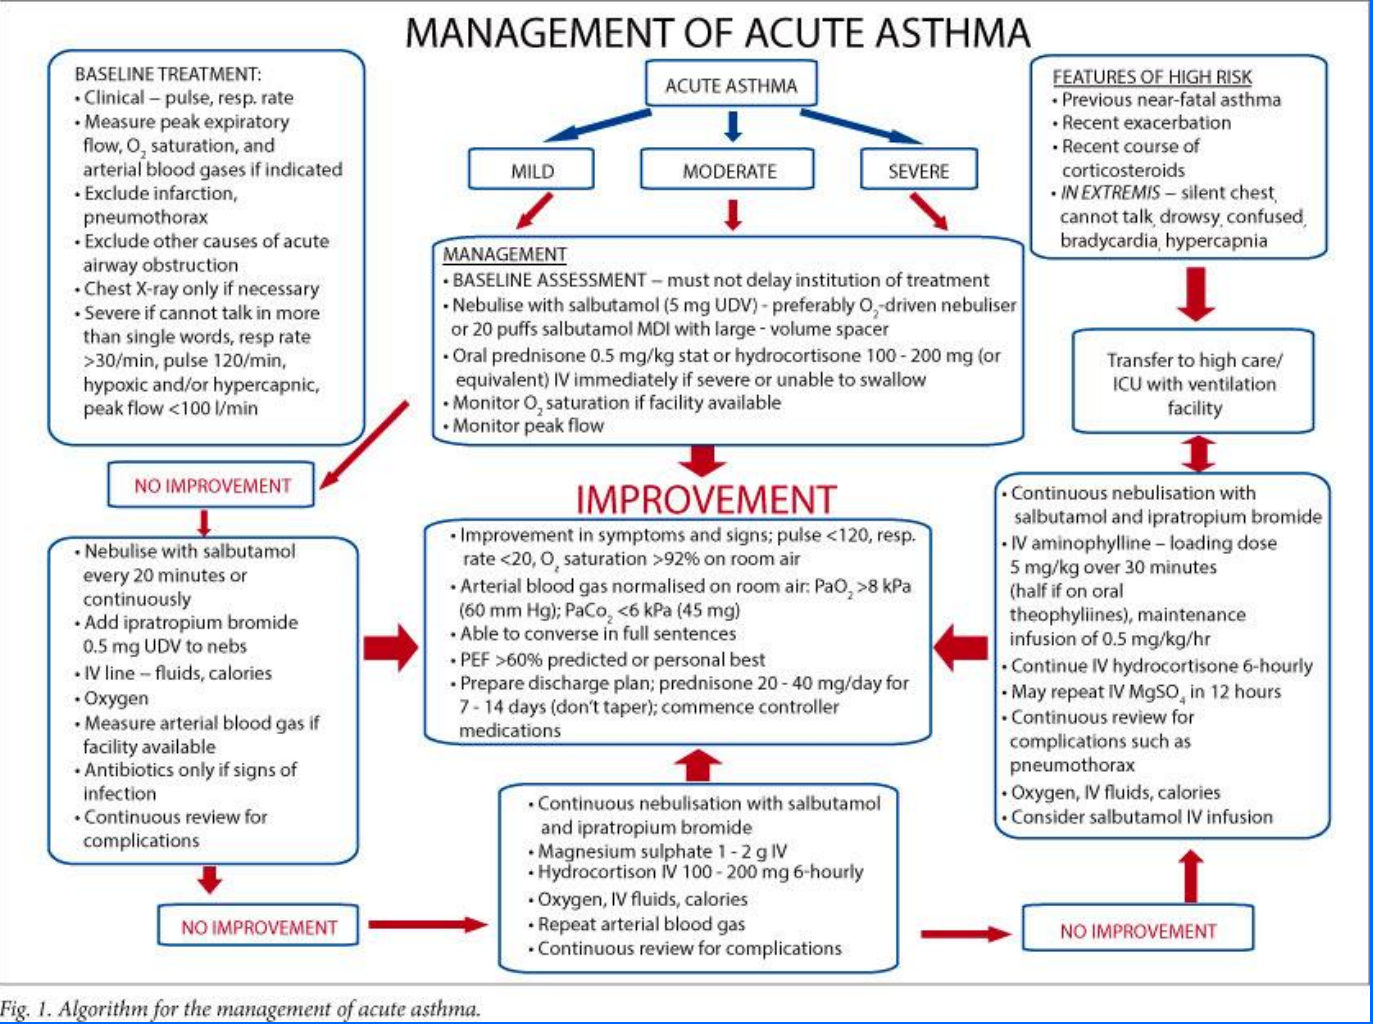 MANAGEMENT OF ACUTE ASTHMA
BASELINE TREATMENT:
• Clinical – pulse, resp. rate
• Measure peak expiratory
flow, O₂ saturation, and
arterial blood gases if indicated
• Exclude infarction,
pneumothorax
• Exclude other causes of acute
airway obstruction
• Chest X-ray only if necessary
• Severe if cannot talk in more
than single words, resp rate
>30/min, pulse 120/min,
hypoxic and/or hypercapnic,
peak flow <100 l/min
ACUTE ASTHMA
MILD
MODERATE
SEVERE
FEATURES OF HIGH RISK
• Previous near-fatal asthma
• Recent exacerbation
• Recent course of
corticosteroids
• IN EXTREMIS – silent chest,
cannot talk, drowsy, confused,
bradycardia, hypercapnia
MANAGEMENT
• BASELINE ASSESSMENT – must not delay institution of treatment
• Nebulise with salbutamol (5 mg UDV) - preferably O₂-driven nebuliser
or 20 puffs salbutamol MDI with large - volume spacer
• Oral prednisone 0.5 mg/kg stat or hydrocortisone 100 - 200 mg (or
equivalent) IV immediately if severe or unable to swallow
• Monitor O₂ saturation if facility available
• Monitor peak flow
Transfer to high care/
ICU with ventilation
facility
NO IMPROVEMENT
• Nebulise with salbutamol
every 20 minutes or
continuously
• Add ipratropium bromide
0.5 mg UDV to nebs
• IV line – fluids, calories
• Oxygen
• Measure arterial blood gas if
facility available
• Antibiotics only if signs of
infection
• Continuous review for
complications
IMPROVEMENT
• Improvement in symptoms and signs; pulse <120, resp.
rate <20, O₂ saturation >92% on room air
• Arterial blood gas normalised on room air: PaO₂ >8 kPa
(60 mm Hg); PaCo₂ <6 kPa (45 mg)
• Able to converse in full sentences
• PEF >60% predicted or personal best
• Prepare discharge plan; prednisone 20 - 40 mg/day for
7 - 14 days (don't taper); commence controller
medications
• Continuous nebulisation with
salbutamol and ipratropium bromide
• IV aminophylline – loading dose
5 mg/kg over 30 minutes
(half if on oral
theophyliines), maintenance
infusion of 0.5 mg/kg/hr
• Continue IV hydrocortisone 6-hourly
• May repeat IV MgSO₄ in 12 hours
• Continuous review for
complications such as
pneumothorax
• Oxygen, IV fluids, calories
• Consider salbutamol IV infusion
NO IMPROVEMENT
• Continuous nebulisation with salbutamol
and ipratropium bromide
• Magnesium sulphate 1 - 2 g IV
• Hydrocortison IV 100 - 200 mg 6-hourly
• Oxygen, IV fluids, calories
• Repeat arterial blood gas
• Continuous review for complications
NO IMPROVEMENT
Fig. 1. Algorithm for the management of acute asthma.